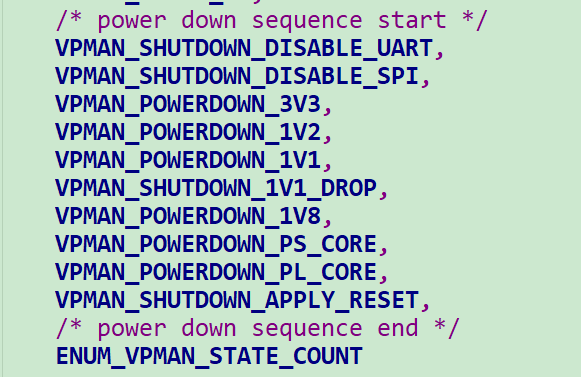 /* power down sequence start */
VPMAN_SHUTDOWN_DISABLE_UART,
VPMAN_SHUTDOWN_DISABLE_SPI,
VPMAN_POWERDOWN_3V3,
VPMAN_POWERDOWN_1V2,
VPMAN_POWERDOWN_1V1,
VPMAN_SHUTDOWN_1V1_DROP,
VPMAN_POWERDOWN_1V8,
VPMAN_POWERDOWN_PS_CORE,
VPMAN_POWERDOWN_PL_CORE,
VPMAN_SHUTDOWN_APPLY_RESET,
/* power down sequence end */
ENUM_VPMAN_STATE_COUNT